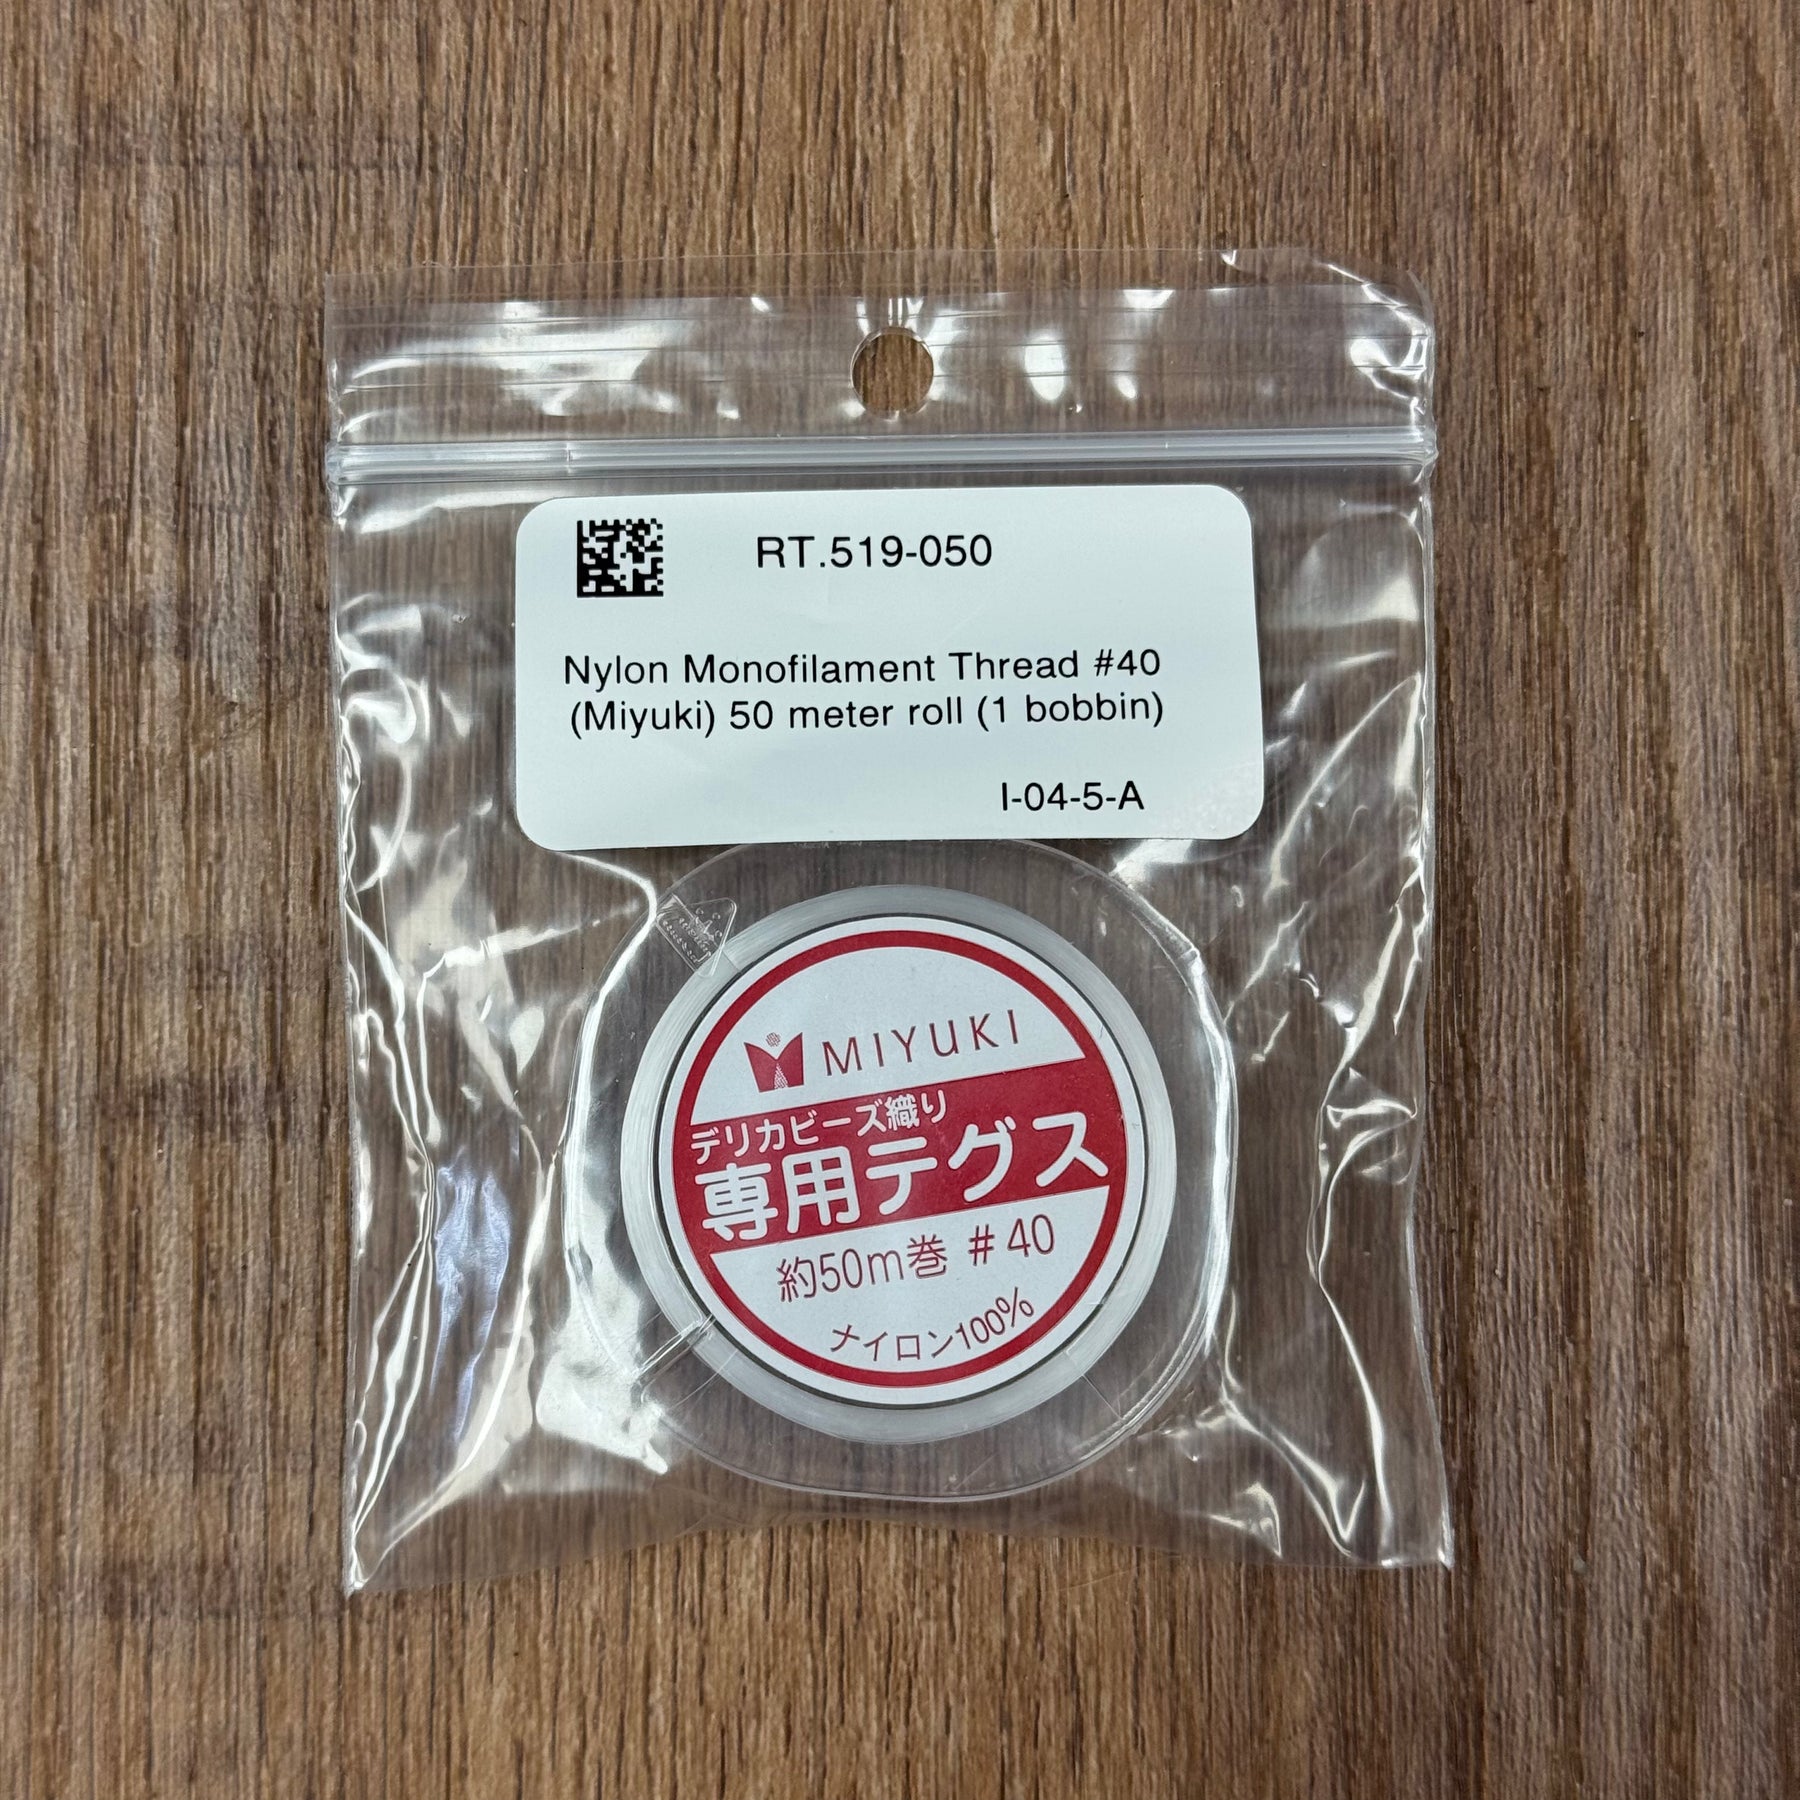 RT.519-050
Nylon Monofilament Thread #40
(Miyuki) 50 meter roll (1 bobbin)
I-04-5-A
MIYUKI
デリカビーズ織り
専用テグス
約50m巻 #40
ナイロン100%